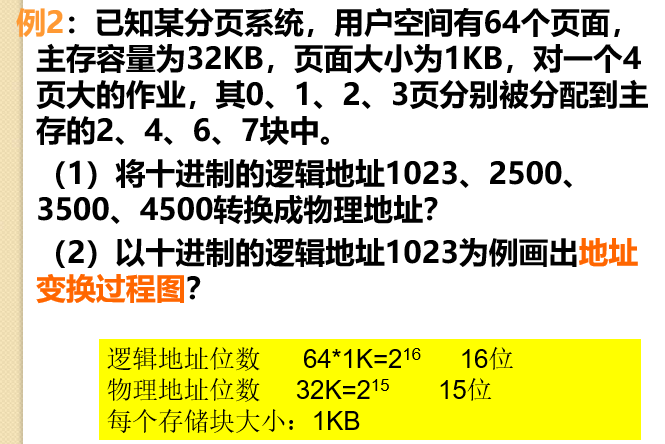 例2：已知某分页系统，用户空间有64个页面，
主存容量为32KB，页面大小为1KB，对一个4
页大的作业，其0、1、2、3页分别被分配到主
存的2、4、6、7块中。
（1）将十进制的逻辑地址1023、2500、
3500、4500转换成物理地址？
（2）以十进制的逻辑地址1023为例画出地址
变换过程图？
逻辑地址位数 64*1K=2¹⁶ 16位
物理地址位数 32K=2¹⁵ 15位
每个存储块大小：1KB